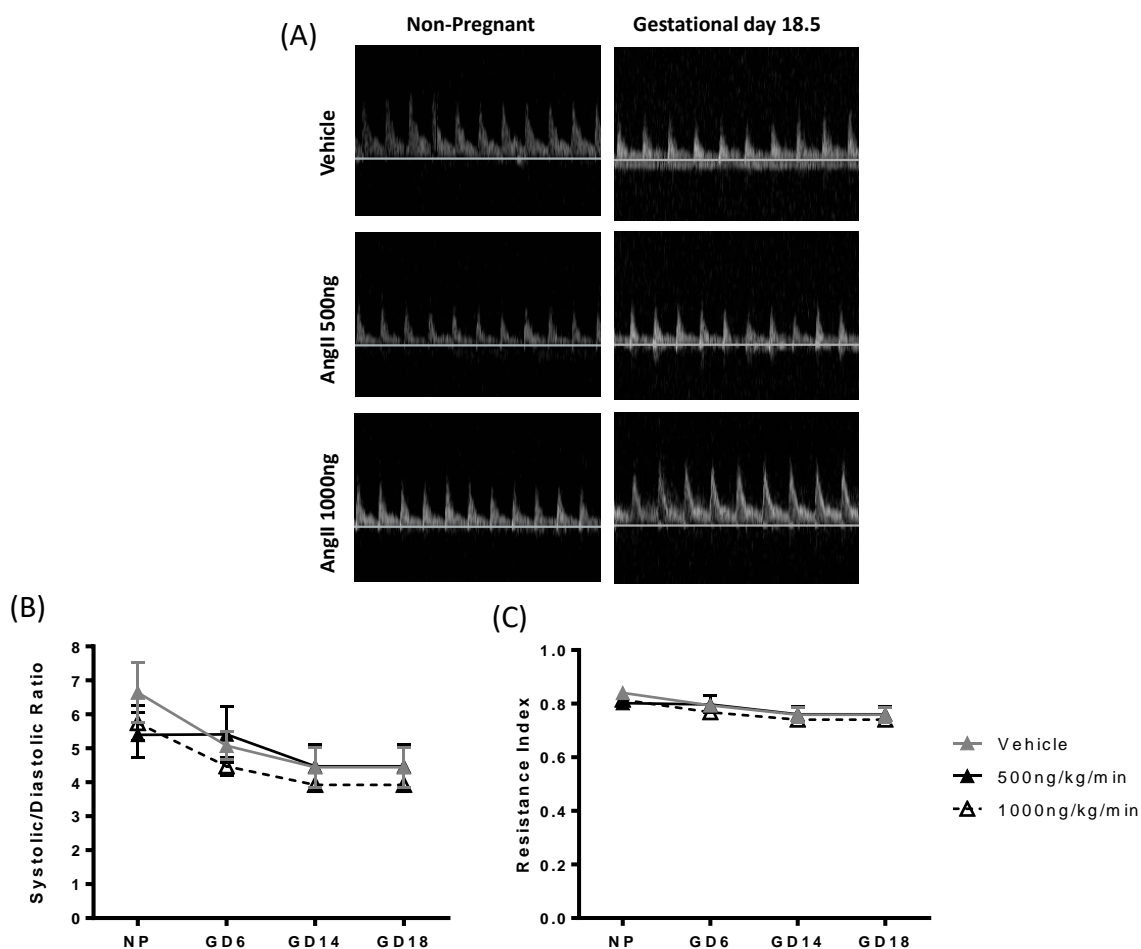 (A)
Non-Pregnant
Gestational day 18.5
Vehicle
AngII 500ng
AngII 1000ng
(B)
Systolic/Diastolic Ratio
8
7
6
5
4
3
2
1
0
NP GD6 GD14 GD18
(C)
Resistance Index
1.0
0.8
0.6
0.4
0.2
0.0
NP GD6 GD14 GD18
Vehicle
500ng/kg/min
1000ng/kg/min